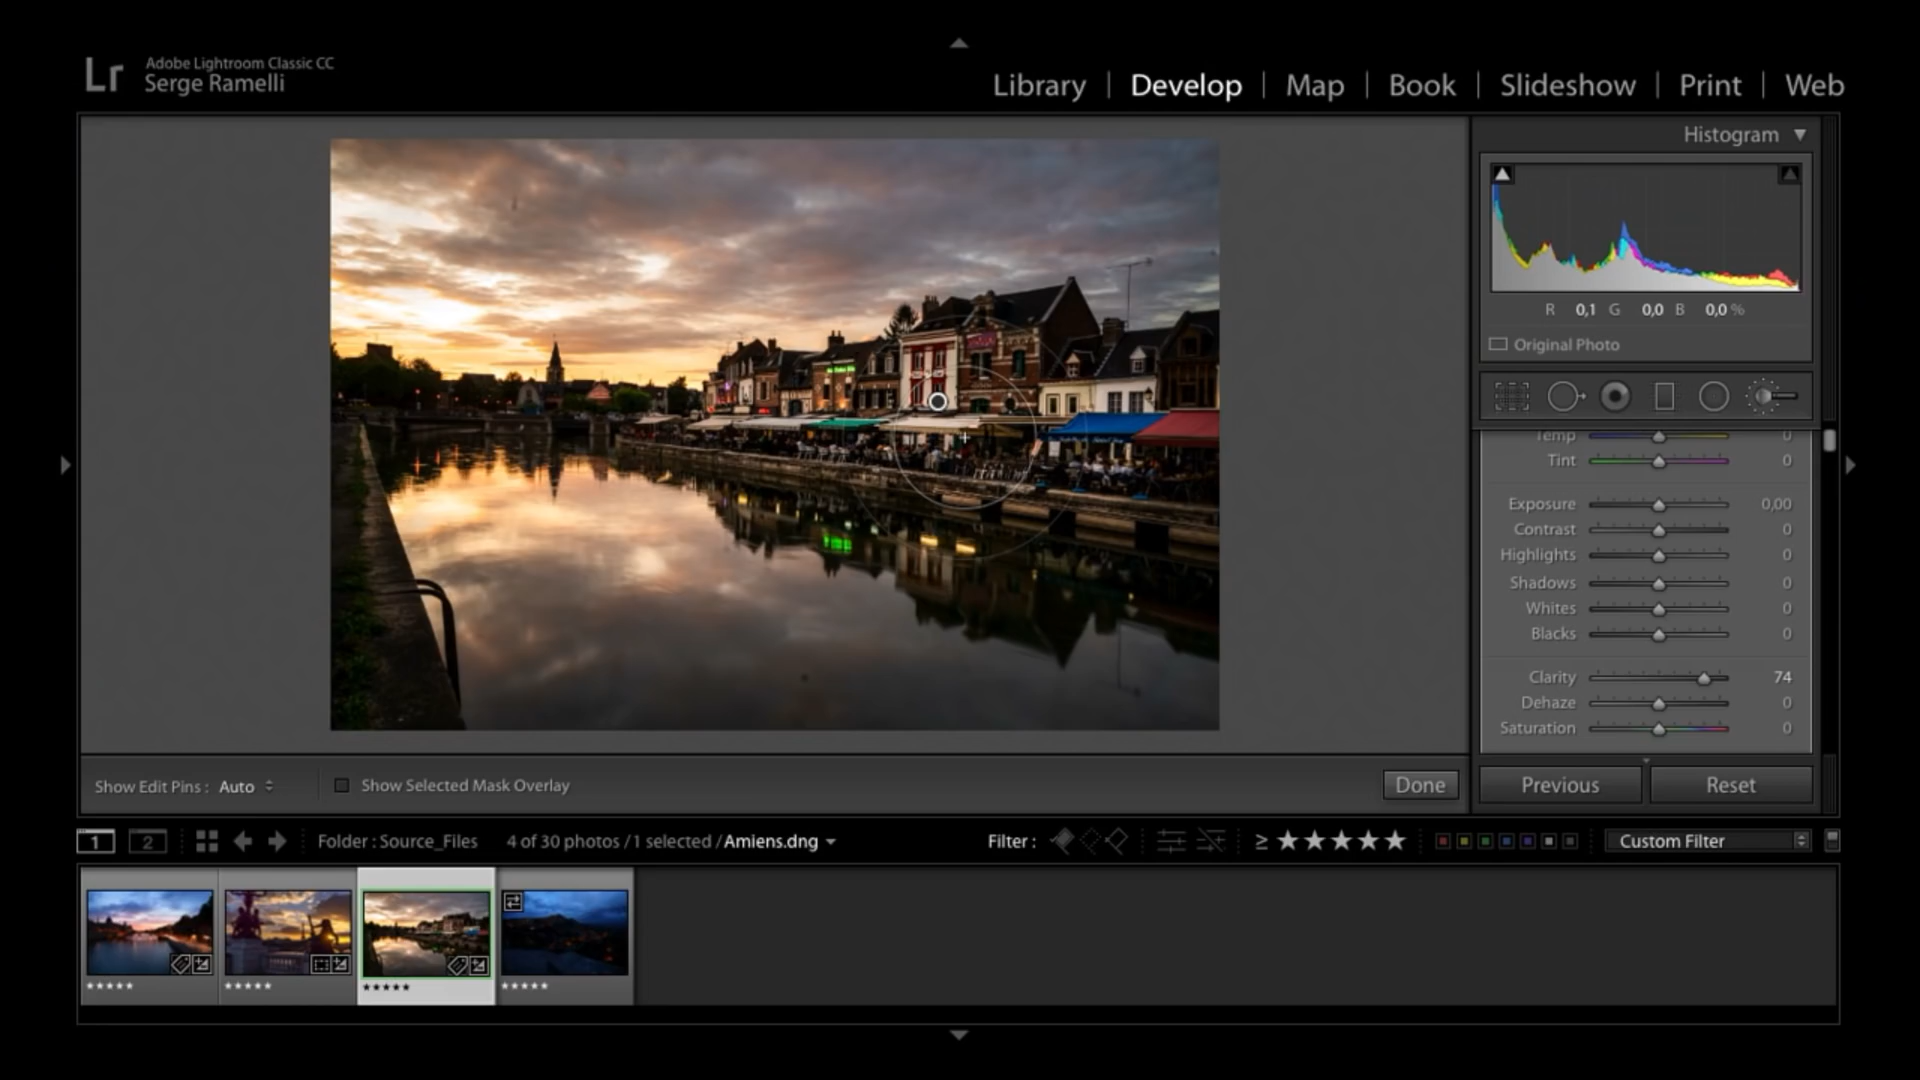 Lr
Adobe Lightroom Classic CC
Serge Ramelli
Library | Develop | Map | Book | Slideshow | Print | Web
Histogram
R 0,1 G 0,0 B 0,0 %
Original Photo
Temp 0
Tint 0
Exposure 0,00
Contrast 0
Highlights 0
Shadows 0
Whites 0
Blacks 0
Clarity 74
Dehaze 0
Saturation 0
Show Edit Pins : Auto
Show Selected Mask Overlay
Done
Previous
Reset
1 2
Folder : Source_Files
4 of 30 photos / 1 selected / Amiens.dng
Filter :
≥ ★★★★★
Custom Filter
★★★★★ ★★★★★ ★★★★★ ★★★★★